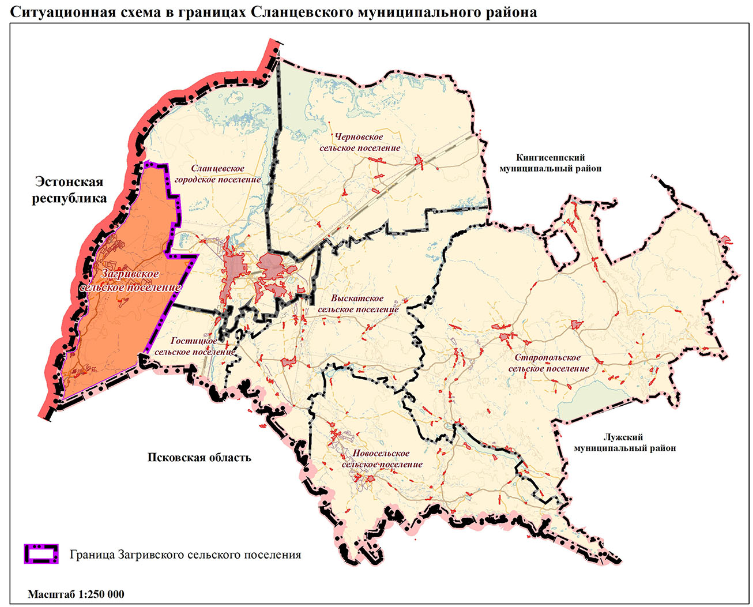 Ситуационная схема в границах Сланцевского муниципального района
Черновское
сельское поселение
Кингисеппский
муниципальный район
Сланцевское
городское поселение
Эстонская
республика
Загривское
сельское поселение
Выскатское
сельское поселение
Гостицкое
сельское поселение
Старопольское
сельское поселение
Лужский
муниципальный район
Псковская область
Новосельское
сельское поселение
Граница Загривского сельского поселения
Масштаб 1:250 000